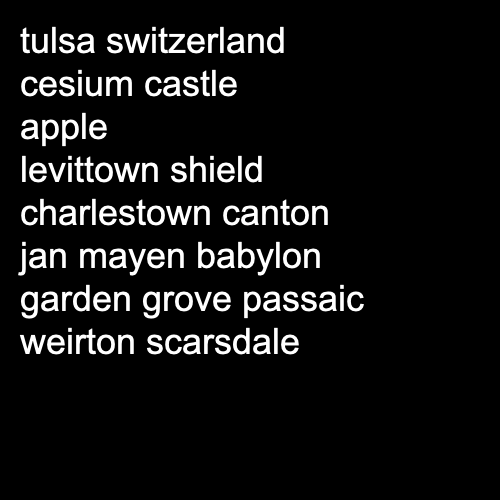 tulsa switzerland
cesium castle
apple
levittown shield
charlestown canton
jan mayen babylon
garden grove passaic
weirton scarsdale